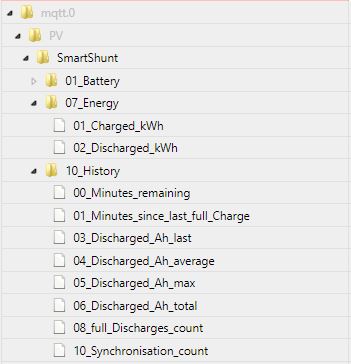 mqtt.0
PV
SmartShunt
01_Battery
07_Energy
01_Charged_kWh
02_Discharged_kWh
10_History
00_Minutes_remaining
01_Minutes_since_last_full_Charge
03_Discharged_Ah_last
04_Discharged_Ah_average
05_Discharged_Ah_max
06_Discharged_Ah_total
08_full_Discharges_count
10_Synchronisation_count